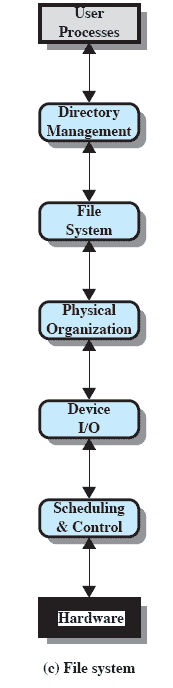 User
Processes
Directory
Management
File
System
Physical
Organization
Device
I/O
Scheduling
& Control
Hardware
(c) File system